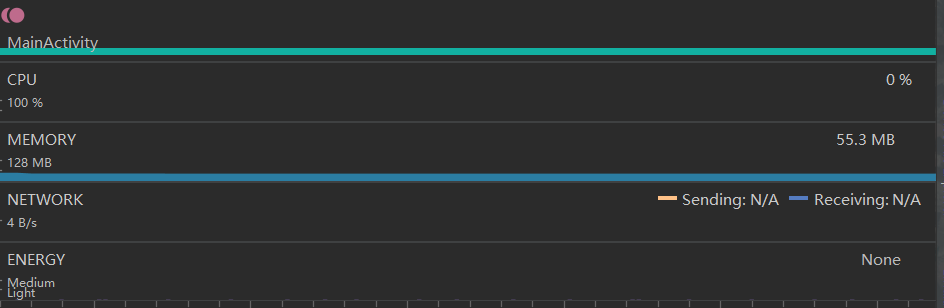 MainActivity
CPU 0 %
100 %
MEMORY 55.3 MB
128 MB
NETWORK Sending: N/A Receiving: N/A
4 B/s
ENERGY None
Medium
Light